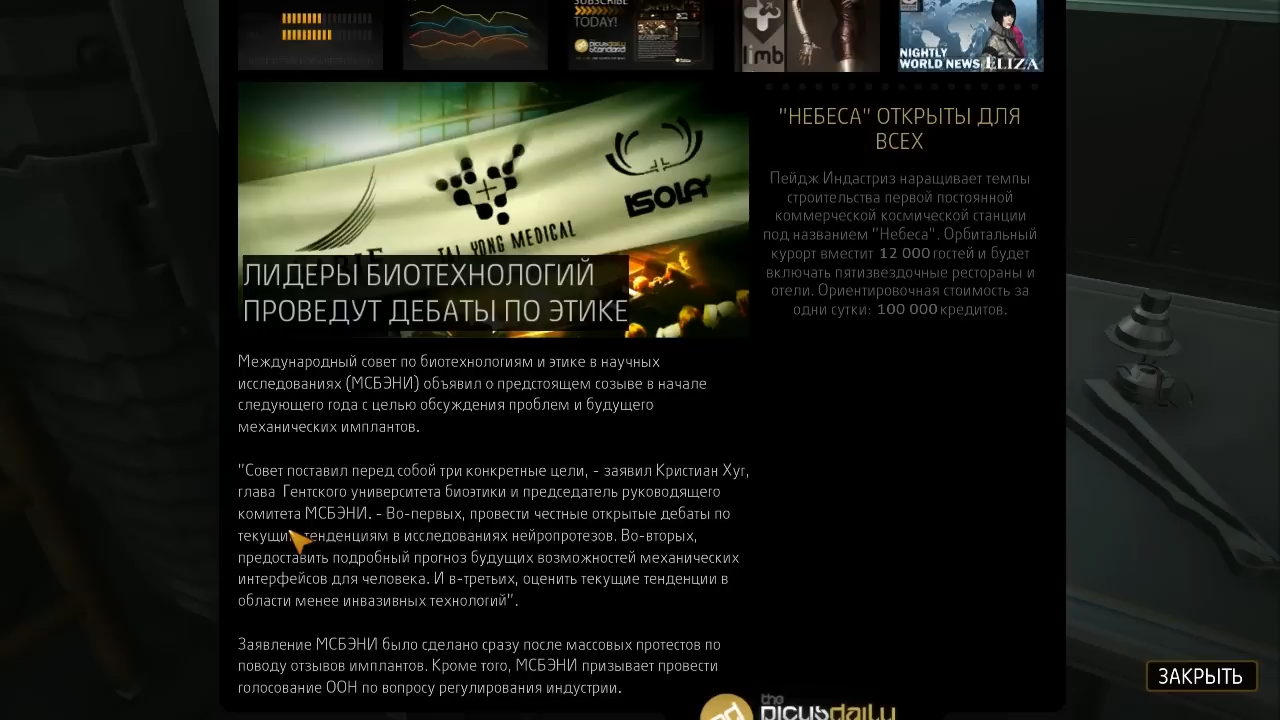 SUBSCRIBE
TODAY!
picusdaily
standard
limb
NIGHTLY
WORLD NEWS ELIZA
TAI YONG MEDICAL
ISOLAY
ЛИДЕРЫ БИОТЕХНОЛОГИЙ
ПРОВЕДУТ ДЕБАТЫ ПО ЭТИКЕ
Международный совет по биотехнологиям и этике в научных
исследованиях (МСБЭНИ) объявил о предстоящем созыве в начале
следующего года с целью обсуждения проблем и будущего
механических имплантов.
"Совет поставил перед собой три конкретные цели, - заявил Кристиан Хуг,
глава Гентского университета биоэтики и председатель руководящего
комитета МСБЭНИ. - Во-первых, провести честные открытые дебаты по
текущим тенденциям в исследованиях нейропротезов. Во-вторых,
предоставить подробный прогноз будущих возможностей механических
интерфейсов для человека. И в-третьих, оценить текущие тенденции в
области менее инвазивных технологий".
Заявление МСБЭНИ было сделано сразу после массовых протестов по
поводу отзывов имплантов. Кроме того, МСБЭНИ призывает провести
голосование ООН по вопросу регулирования индустрии.
"НЕБЕСА" ОТКРЫТЫ ДЛЯ
ВСЕХ
Пейдж Индастриз наращивает темпы
строительства первой постоянной
коммерческой космической станции
под названием "Небеса". Орбитальный
курорт вместит 12 000 гостей и будет
включать пятизвездочные рестораны и
отели. Ориентировочная стоимость за
одни сутки: 100 000 кредитов.
the
picusdaily
ЗАКРЫТЬ